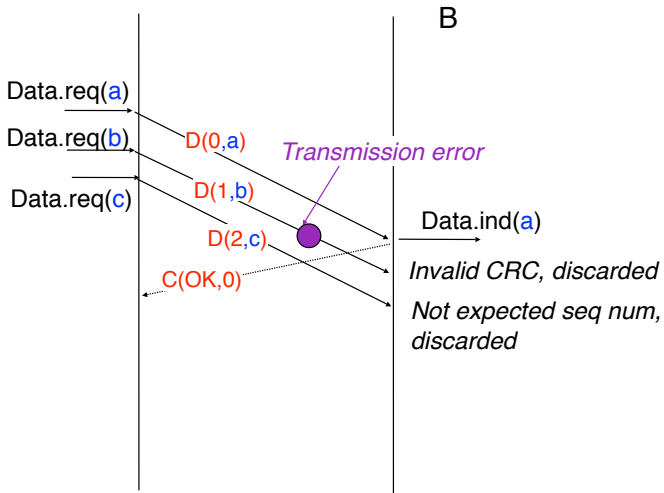 B
Data.req(a)
Data.req(b)
Data.req(c)
D(0,a)
Transmission error
D(1,b)
D(2,c)
Data.ind(a)
C(OK,0)
Invalid CRC, discarded
Not expected seq num,
discarded